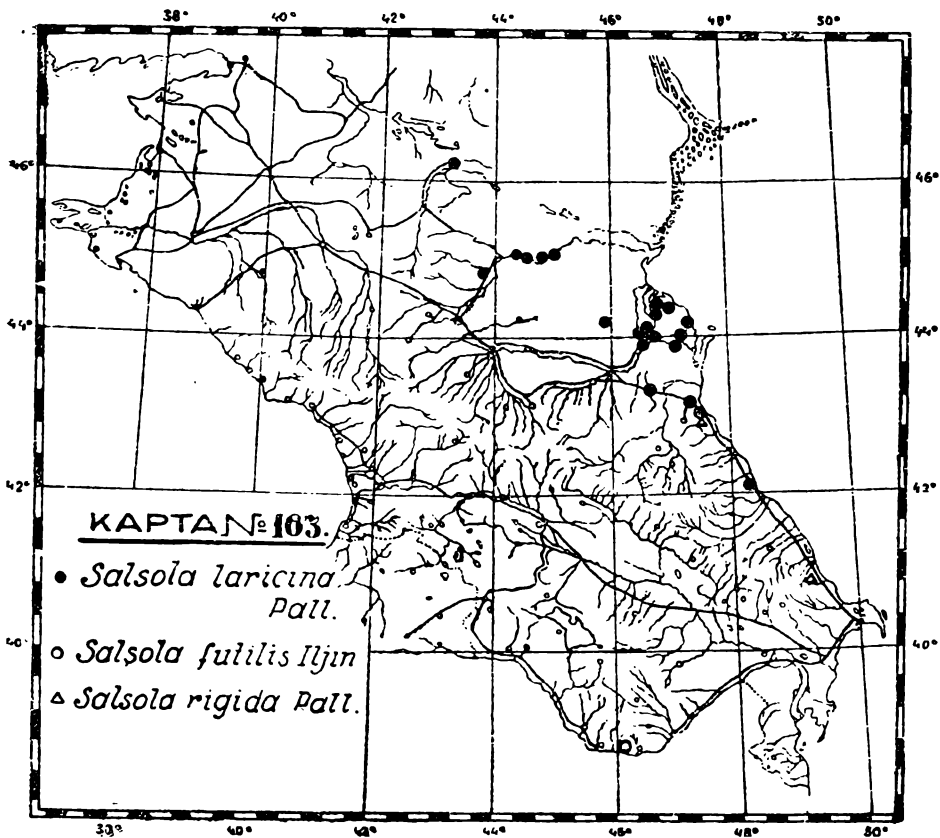 38° 40° 42° 44° 46° 48° 50°
46° 46°
44° 44°
42° 42°
КАРТА № 163.
Salsola laricina
Pall.
40° 40°
Salsola futilis Iljin
Salsola rigida Pall.
40° 42° 44° 46° 48° 50°